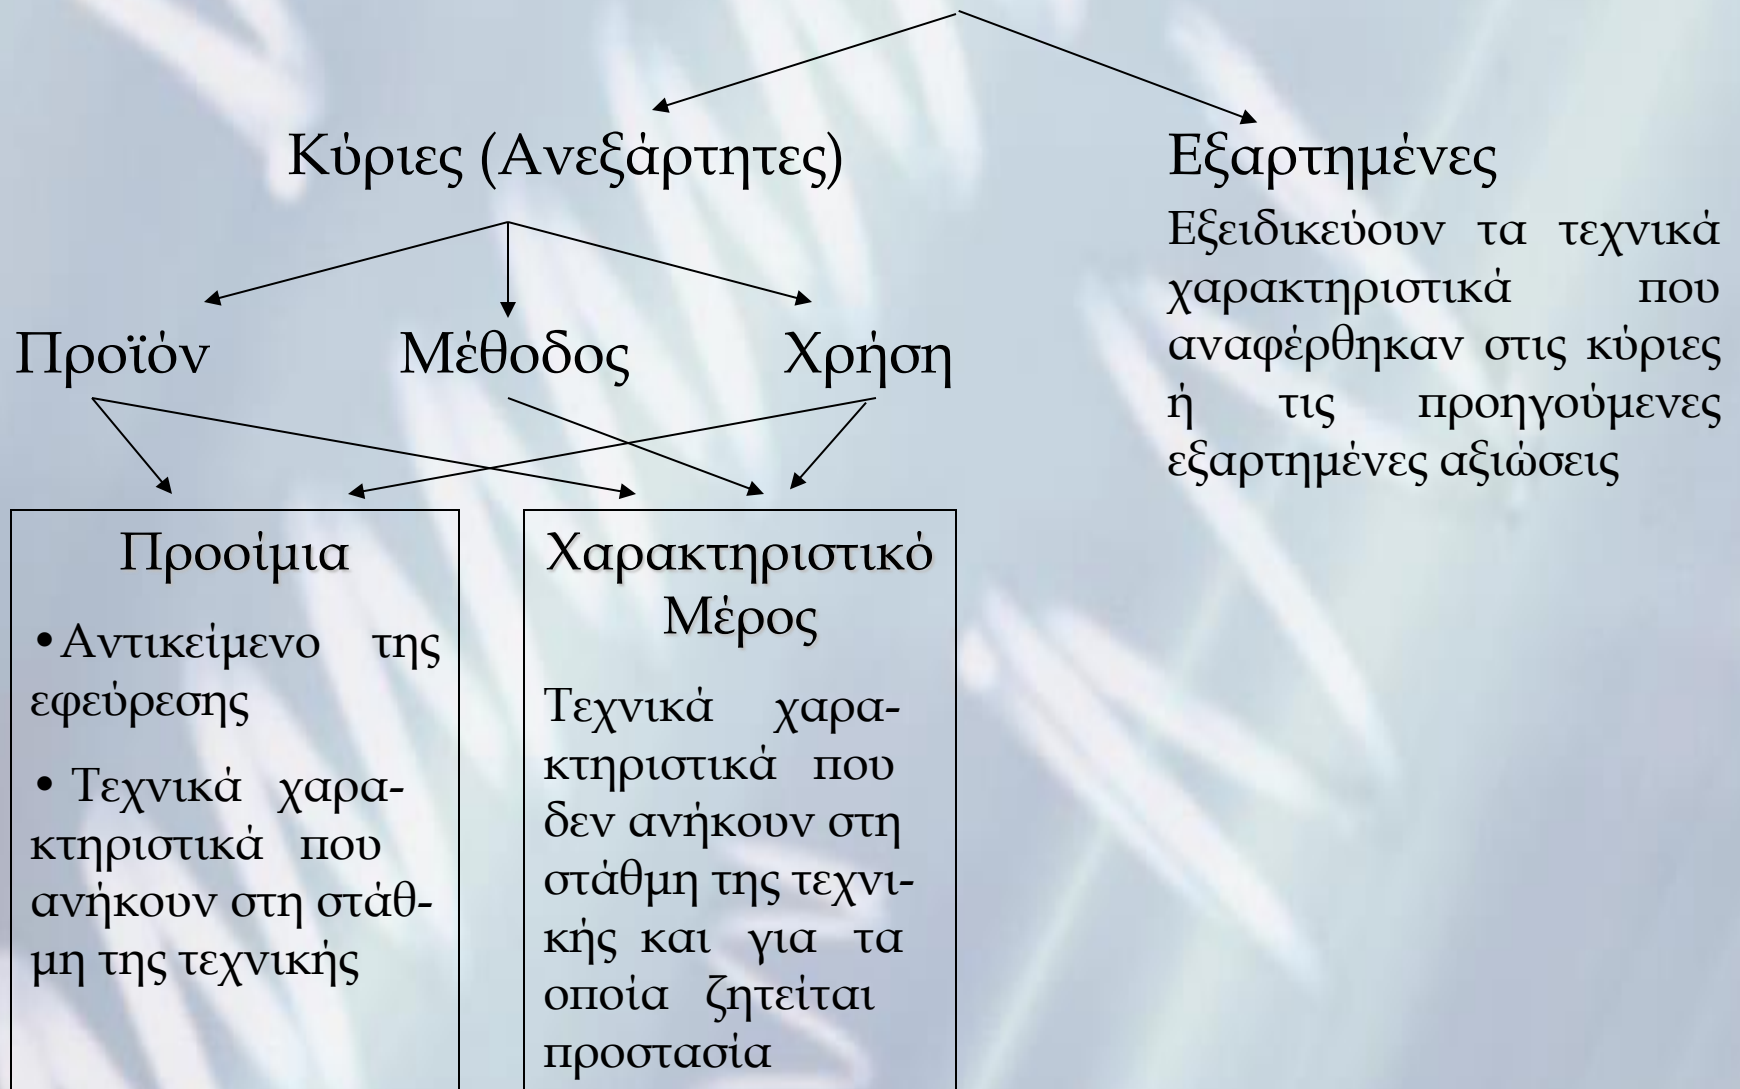 Κύριες (Ανεξάρτητες)
Εξαρτημένες
Εξειδικεύουν τα τεχνικά
χαρακτηριστικά που
αναφέρθηκαν στις κύριες
ή τις προηγούμενες
εξαρτημένες αξιώσεις
Προϊόν
Μέθοδος
Χρήση
Προοίμια
•Αντικείμενο της
εφεύρεσης
• Τεχνικά χαρα-
κτηριστικά που
ανήκουν στη στάθ-
μη της τεχνικής
Χαρακτηριστικό
Μέρος
Τεχνικά χαρα-
κτηριστικά που
δεν ανήκουν στη
στάθμη της τεχνι-
κής και για τα
οποία ζητείται
προστασία